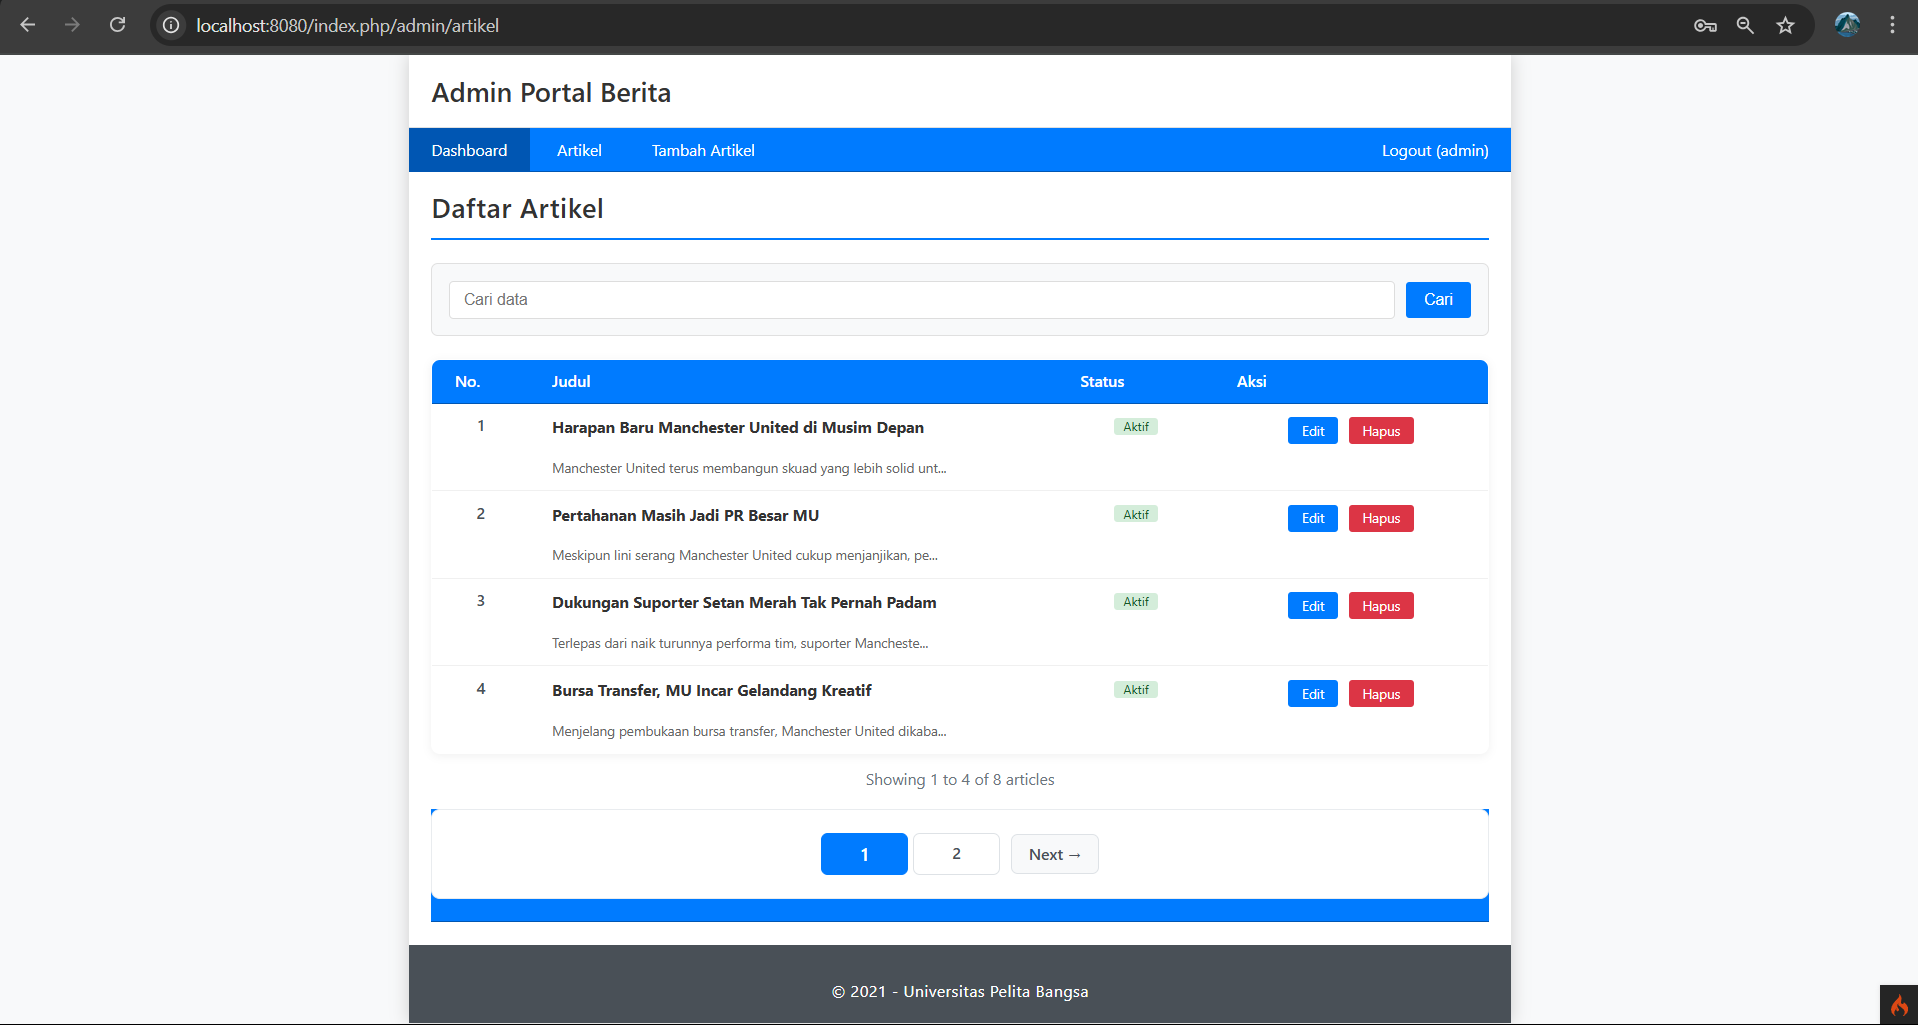 localhost:8080/index.php/admin/artikel
Admin Portal Berita
Dashboard Artikel Tambah Artikel Logout (admin)
Daftar Artikel
Cari data Cari
No. Judul Status Aksi
1 Harapan Baru Manchester United di Musim Depan Aktif Edit Hapus
Manchester United terus membangun skuad yang lebih solid unt...
2 Pertahanan Masih Jadi PR Besar MU Aktif Edit Hapus
Meskipun lini serang Manchester United cukup menjanjikan, pe...
3 Dukungan Suporter Setan Merah Tak Pernah Padam Aktif Edit Hapus
Terlepas dari naik turunnya performa tim, suporter Mancheste...
4 Bursa Transfer, MU Incar Gelandang Kreatif Aktif Edit Hapus
Menjelang pembukaan bursa transfer, Manchester United dikaba...
Showing 1 to 4 of 8 articles
1 2 Next →
© 2021 - Universitas Pelita Bangsa